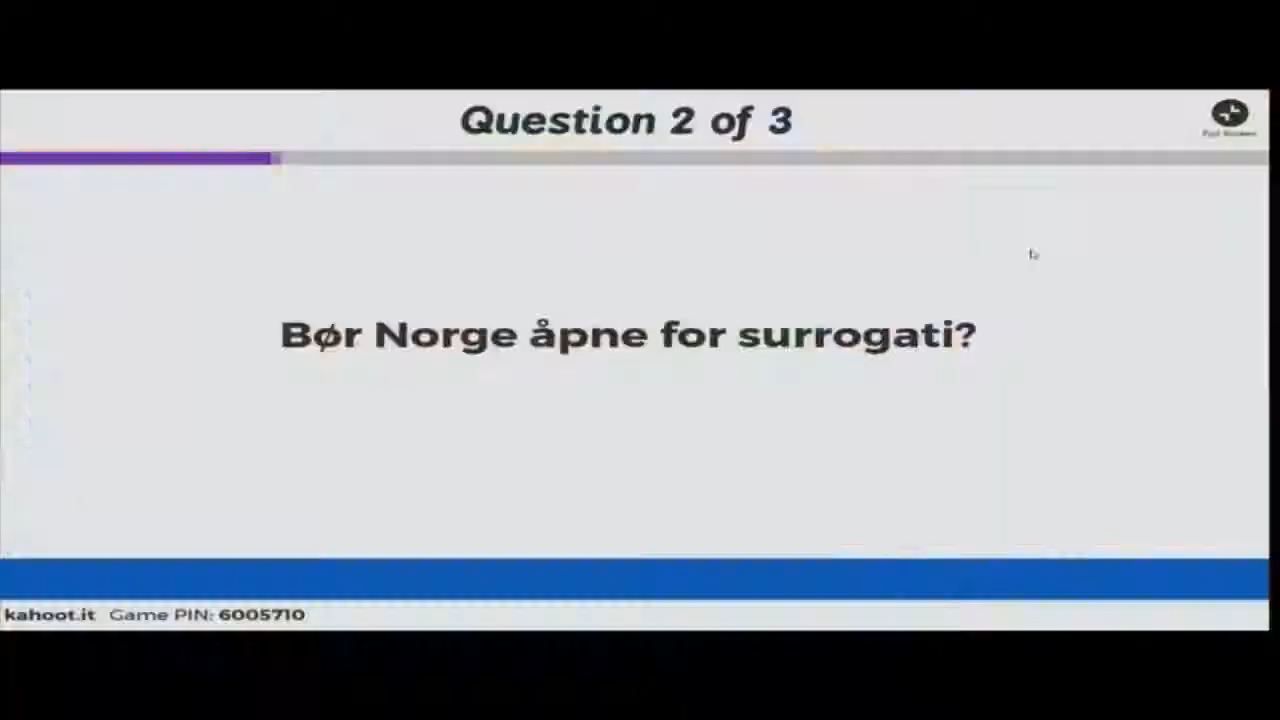 Question 2 of 3
Bør Norge åpne for surrogati?
kahoot.it Game PIN: 6005710